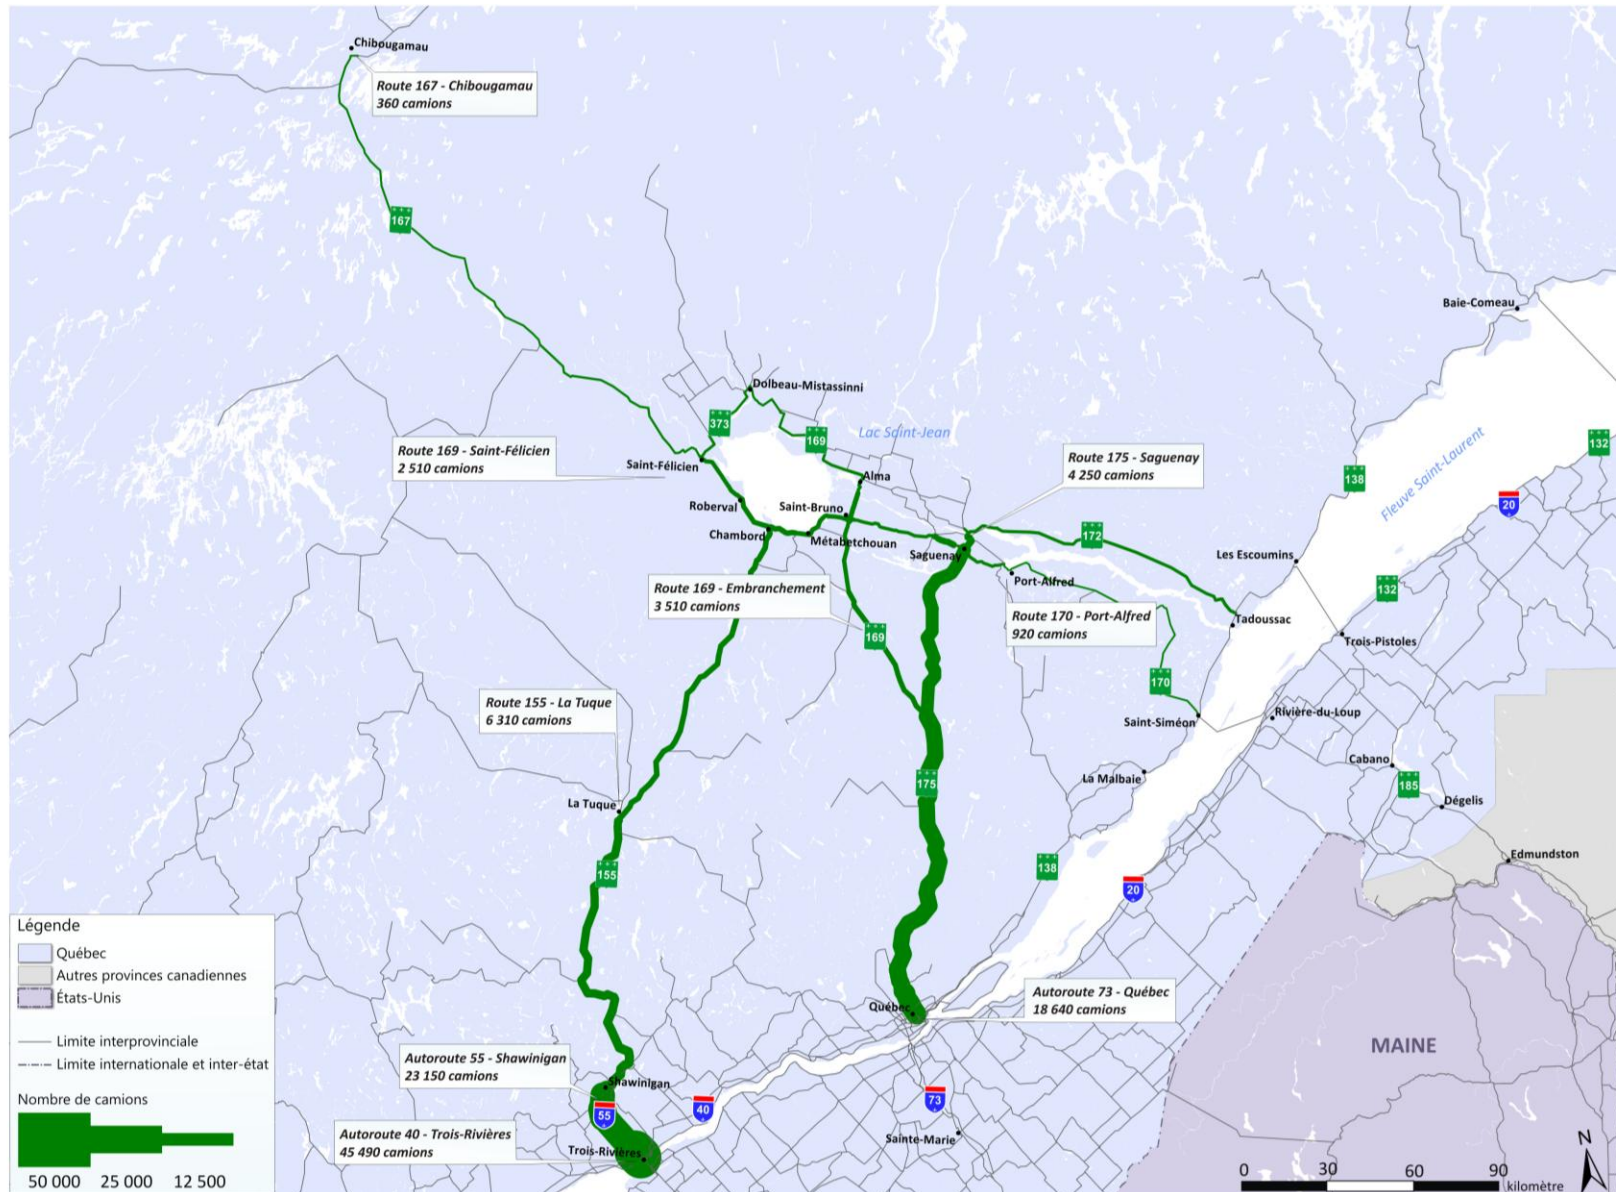 Chibougamau
Route 167 - Chibougamau
360 camions
167
Baie-Comeau
Dolbeau-Mistassinni
373
169
Lac Saint-Jean
132
Route 169 - Saint-Félicien
2 510 camions
Saint-Félicien
Route 175 - Saguenay
4 250 camions
138
Fleuve Saint-Laurent
20
Alma
Roberval
Saint-Bruno
Chambord
Métabetchouan
Saguenay
172
Les Escoumins
Port-Alfred
132
Route 169 - Embranchement
3 510 camions
169
Route 170 - Port-Alfred
920 camions
Tadoussac
Trois-Pistoles
170
Route 155 - La Tuque
6 310 camions
Saint-Siméon
Rivière-du-Loup
La Malbaie
Cabano
185
Dégelis
175
La Tuque
155
138
20
Edmundston
Québec
Autoroute 73 - Québec
18 640 camions
MAINE
Autoroute 55 - Shawinigan
23 150 camions
Shawinigan
55
40
73
Autoroute 40 - Trois-Rivières
45 490 camions
Trois-Rivières
Sainte-Marie
Légende
Québec
Autres provinces canadiennes
États-Unis
Limite interprovinciale
Limite internationale et inter-état
Nombre de camions
50 000 25 000 12 500
N
0 30 60 90
kilomètre